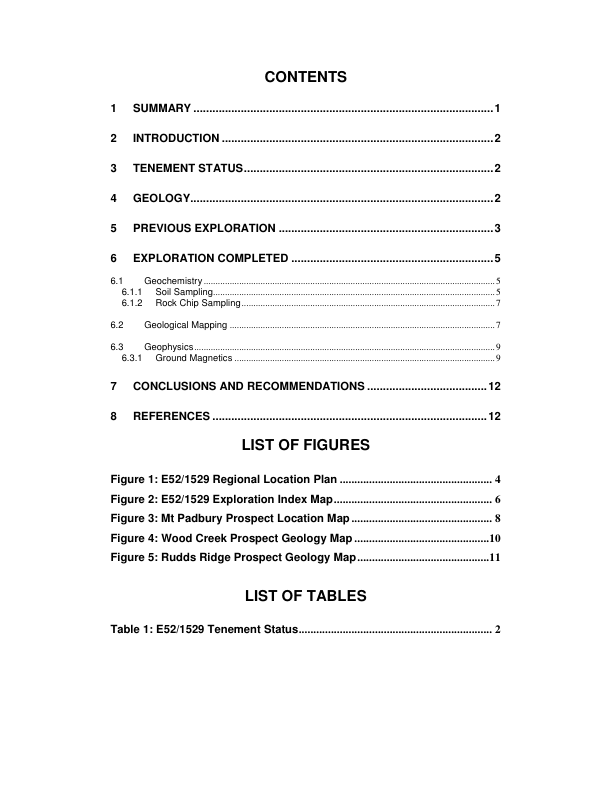 CONTENTS
1 SUMMARY ... 1
2 INTRODUCTION ... 2
3 TENEMENT STATUS ... 2
4 GEOLOGY ... 2
5 PREVIOUS EXPLORATION ... 3
6 EXPLORATION COMPLETED ... 5
6.1 Geochemistry ... 5
6.1.1 Soil Sampling ... 5
6.1.2 Rock Chip Sampling ... 7
6.2 Geological Mapping ... 7
6.3 Geophysics ... 9
6.3.1 Ground Magnetics ... 9
7 CONCLUSIONS AND RECOMMENDATIONS ... 12
8 REFERENCES ... 12
LIST OF FIGURES
Figure 1: E52/1529 Regional Location Plan ... 4
Figure 2: E52/1529 Exploration Index Map ... 6
Figure 3: Mt Padbury Prospect Location Map ... 8
Figure 4: Wood Creek Prospect Geology Map ... 10
Figure 5: Rudds Ridge Prospect Geology Map ... 11
LIST OF TABLES
Table 1: E52/1529 Tenement Status ... 2